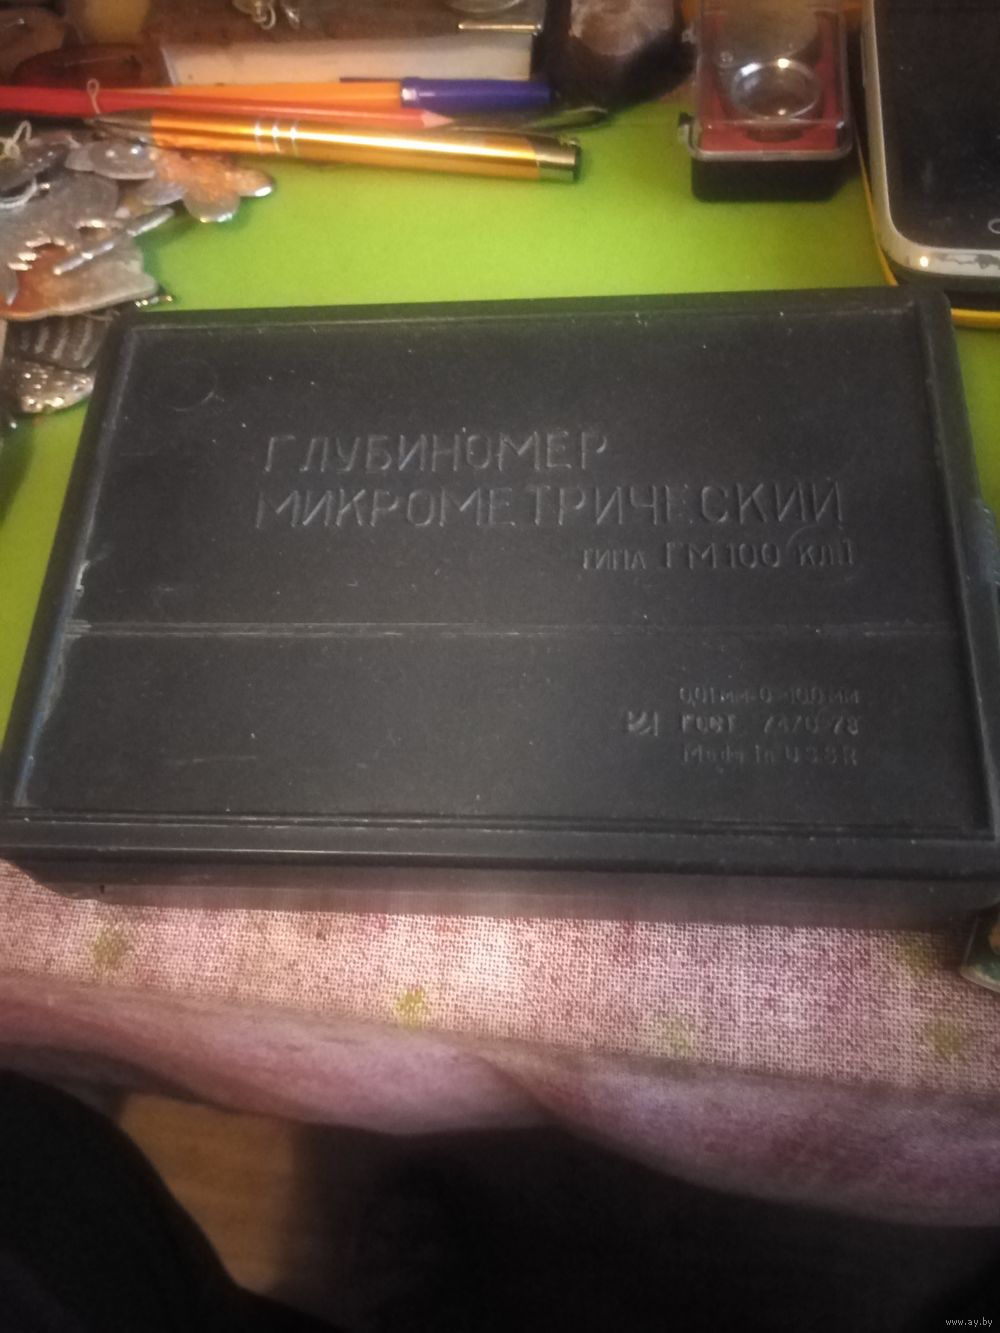 ГЛУБИНОМЕР
МИКРОМЕТРИЧЕСКИЙ
ТИПА ГМ100 КЛ1
0,01мм-0-100мм
ГОСТ 7470-78
Made in USSR
www.ay.by